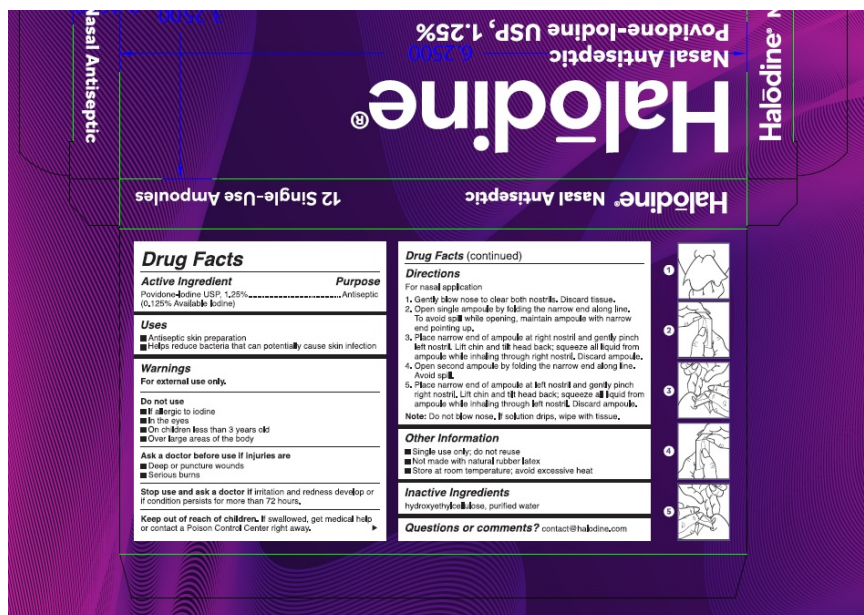 Nasal Antiseptic
6.2500
Povidone-Iodine USP, 1.25%
Nasal Antiseptic
Halōdine®
Halōdine®
Halōdine® Nasal Antiseptic
12 Single-Use Ampoules
Drug Facts
Active Ingredient Purpose
Povidone-Iodine USP, 1.25% Antiseptic
(0.125% Available Iodine)
Uses
■ Antiseptic skin preparation
■ Helps reduce bacteria that can potentially cause skin infection
Warnings
For external use only.
Do not use
■ If allergic to iodine
■ In the eyes
■ On children less than 3 years old
■ Over large areas of the body
Ask a doctor before use if injuries are
■ Deep or puncture wounds
■ Serious burns
Stop use and ask a doctor if irritation and redness develop or
if condition persists for more than 72 hours.
Keep out of reach of children. If swallowed, get medical help
or contact a Poison Control Center right away.
Drug Facts (continued)
Directions
For nasal application
1. Gently blow nose to clear both nostrils. Discard tissue.
2. Open single ampoule by folding the narrow end along line.
To avoid spill while opening, maintain ampoule with narrow
end pointing up.
3. Place narrow end of ampoule at right nostril and gently pinch
left nostril. Lift chin and tilt head back; squeeze all liquid from
ampoule while inhaling through right nostril. Discard ampoule.
4. Open second ampoule by folding the narrow end along line.
Avoid spill.
5. Place narrow end of ampoule at left nostril and gently pinch
right nostril. Lift chin and tilt head back; squeeze all liquid from
ampoule while inhaling through left nostril. Discard ampoule.
Note: Do not blow nose. If solution drips, wipe with tissue.
Other Information
■ Single use only; do not reuse
■ Not made with natural rubber latex
■ Store at room temperature; avoid excessive heat
Inactive Ingredients
hydroxyethylcellulose, purified water
Questions or comments? contact@halodine.com
1
2
3
4
5